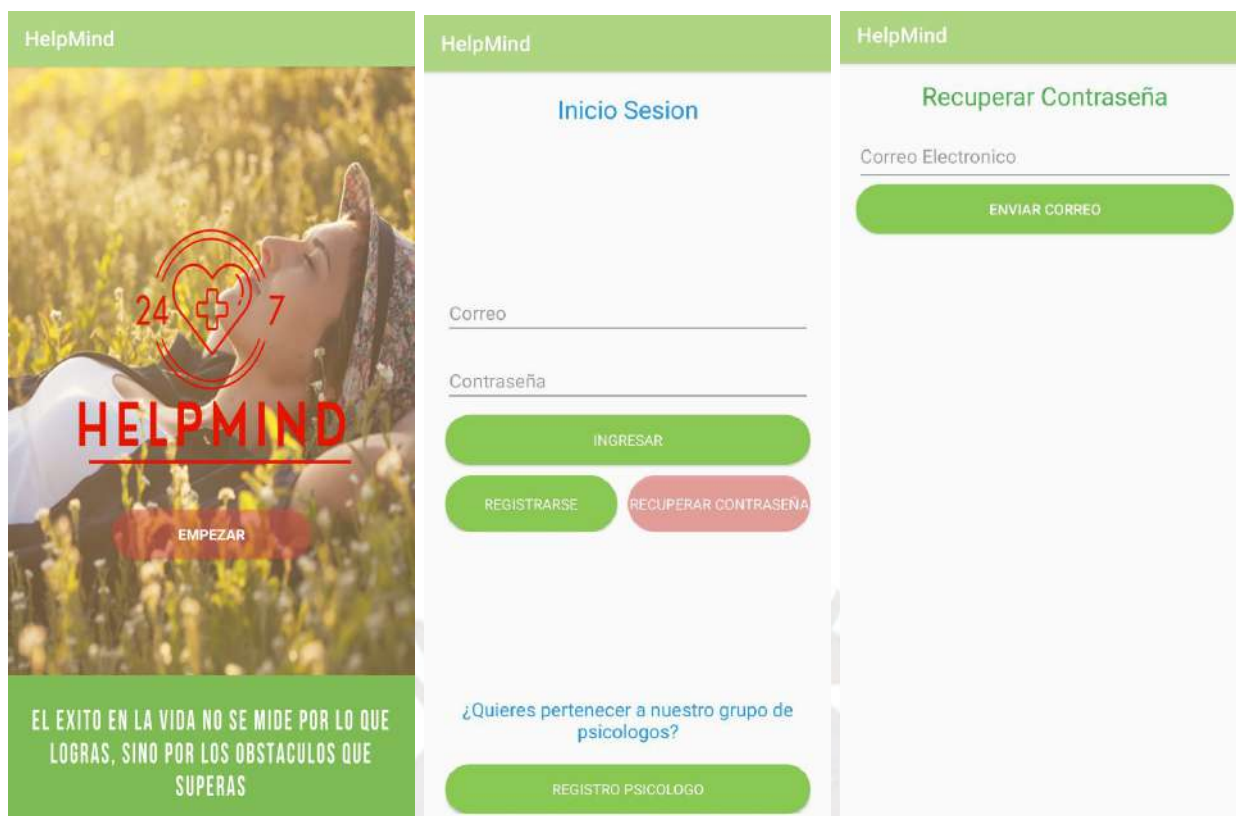 HelpMind
24 7
HELPMIND
EMPEZAR
EL EXITO EN LA VIDA NO SE MIDE POR LO QUE
LOGRAS, SINO POR LOS OBSTACULOS QUE
SUPERAS
HelpMind
Inicio Sesion
Correo
Contraseña
INGRESAR
REGISTRARSE
RECUPERAR CONTRASEÑA
¿Quieres pertenecer a nuestro grupo de
psicologos?
REGISTRO PSICOLOGO
HelpMind
Recuperar Contraseña
Correo Electronico
ENVIAR CORREO